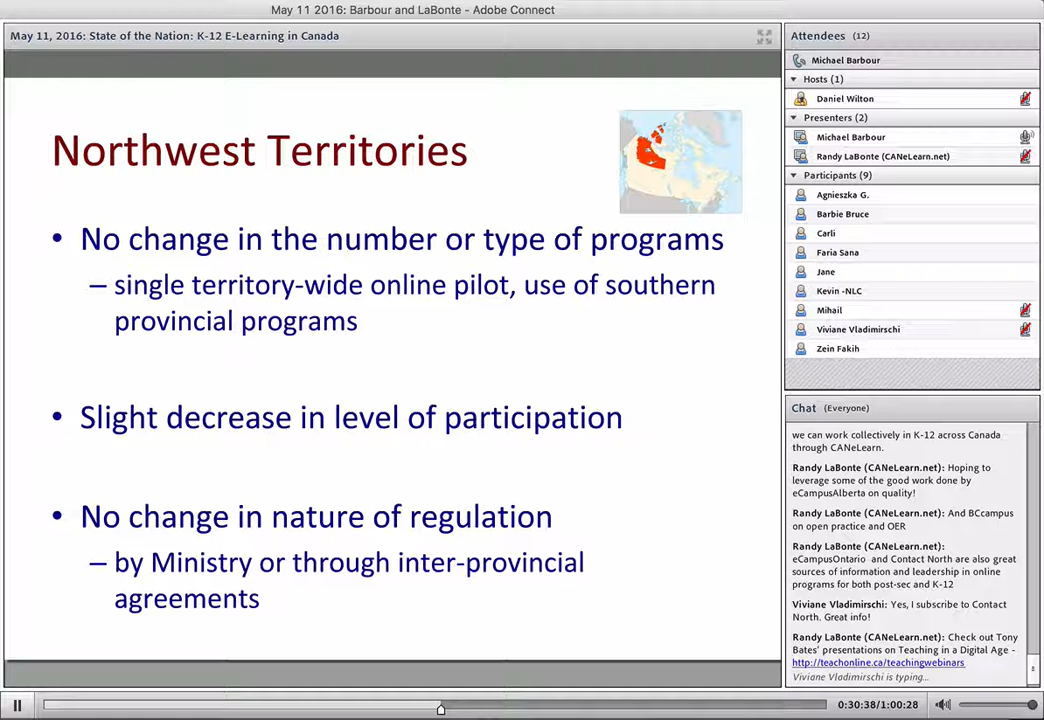 May 11 2016: Barbour and LaBonte - Adobe Connect
May 11, 2016: State of the Nation: K-12 E-Learning in Canada
Northwest Territories
• No change in the number or type of programs
– single territory-wide online pilot, use of southern
provincial programs
• Slight decrease in level of participation
• No change in nature of regulation
– by Ministry or through inter-provincial
agreements
Attendees (12)
Michael Barbour
Hosts (1)
Daniel Wilton
Presenters (2)
Michael Barbour
Randy LaBonte (CANeLearn.net)
Participants (9)
Agnieszka G.
Barbie Bruce
Carli
Faria Sana
Jane
Kevin -NLC
Mihail
Viviane Vladimirschi
Zein Fakih
Chat (Everyone)
we can work collectively in K-12 across Canada
through CANeLearn.
Randy LaBonte (CANeLearn.net): Hoping to
leverage some of the good work done by
eCampusAlberta on quality!
Randy LaBonte (CANeLearn.net): And BCcampus
on open practice and OER
Randy LaBonte (CANeLearn.net):
eCampusOntario and Contact North are also great
sources of information and leadership in online
programs for both post-sec and K-12
Viviane Vladimirschi: Yes, I subscribe to Contact
North. Great info!
Randy LaBonte (CANeLearn.net): Check out Tony
Bates' presentations on Teaching in a Digital Age -
http://teachonline.ca/teachingwebinars
Viviane Vladimirschi is typing...
0:30:38/1:00:28